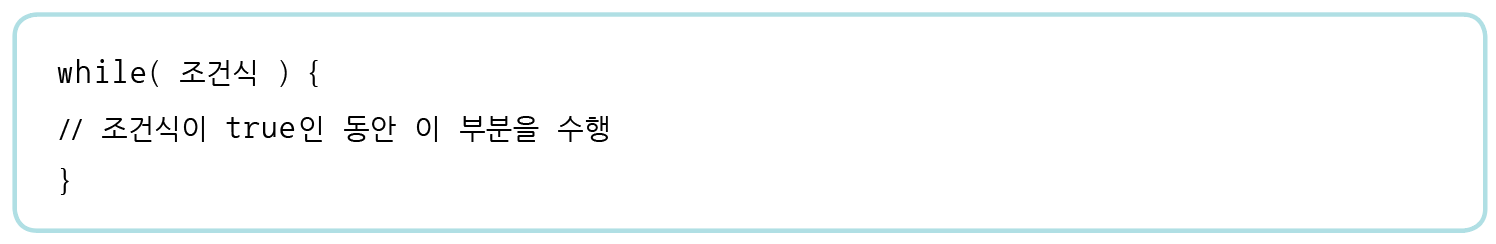 while( 조건식 ) {
// 조건식이 true인 동안 이 부분을 수행
}